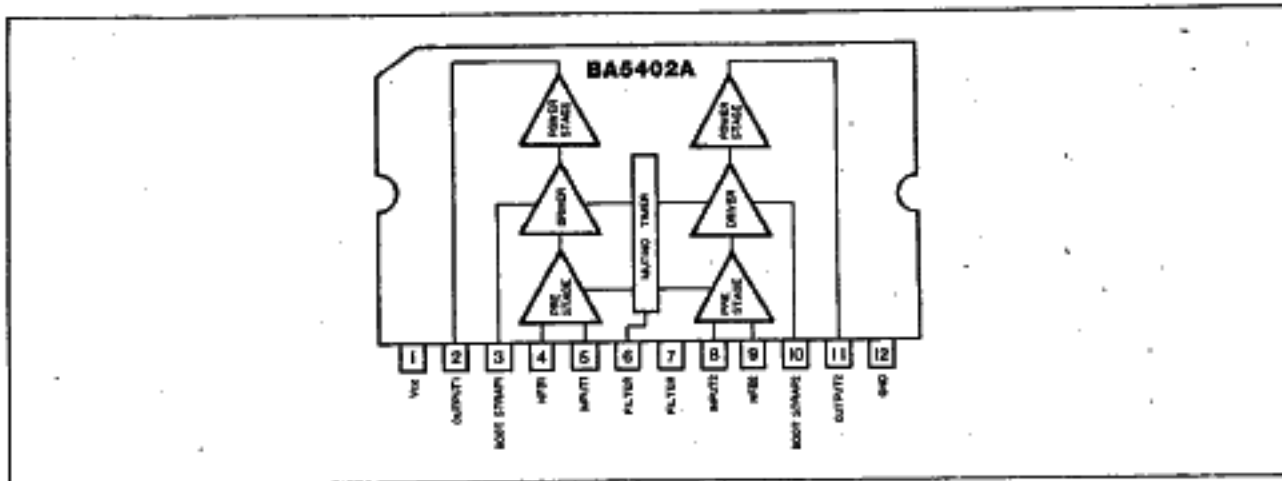 BA5402A
POWER STAGE
POWER STAGE
DRIVER
MUTING TIMER
DRIVER
PRE STAGE
PRE STAGE
1 2 3 4 5 6 7 8 9 10 11 12
Vcc
OUTPUT1
BOOT STRAP1
NFB1
INPUT1
FILTER
FILTER
INPUT2
NFB2
BOOT STRAP2
OUTPUT2
GND